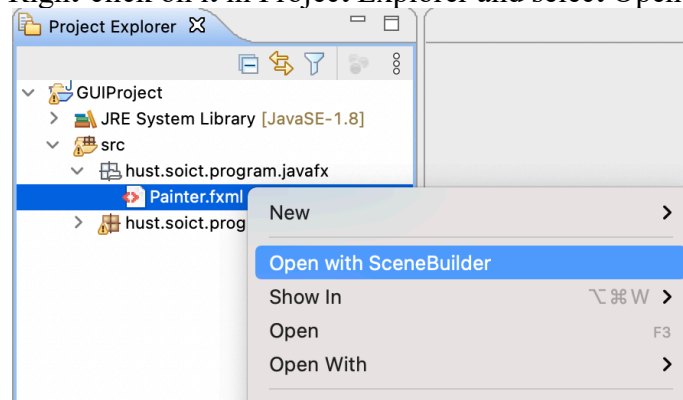 Right-click on it in Project Explorer and select Open
Project Explorer
GUIProject
JRE System Library [JavaSE-1.8]
src
hust.soict.program.javafx
Painter.fxml
hust.soict.prog
New
Open with SceneBuilder
Show In ⌥⌘W
Open F3
Open With